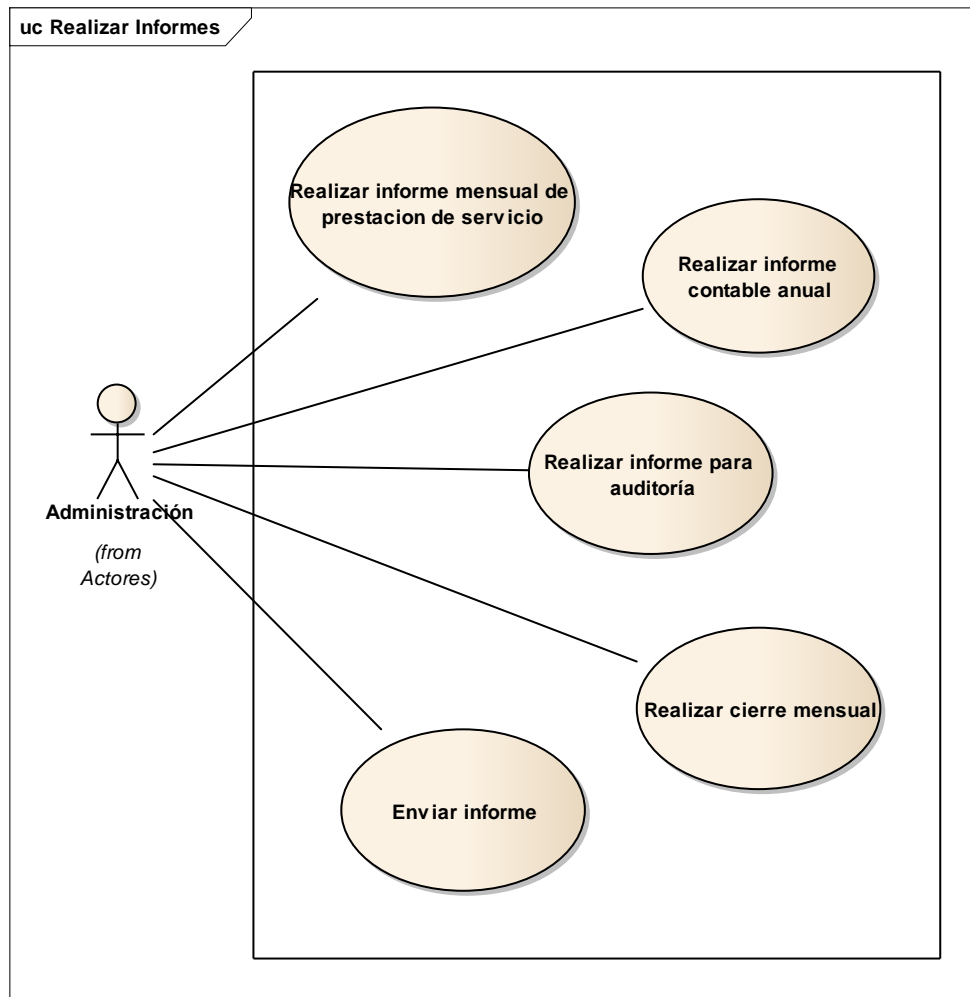 uc Realizar Informes
Realizar informe mensual de
prestacion de servicio
Realizar informe
contable anual
Realizar informe para
auditoría
Administración
(from
Actores)
Realizar cierre mensual
Enviar informe